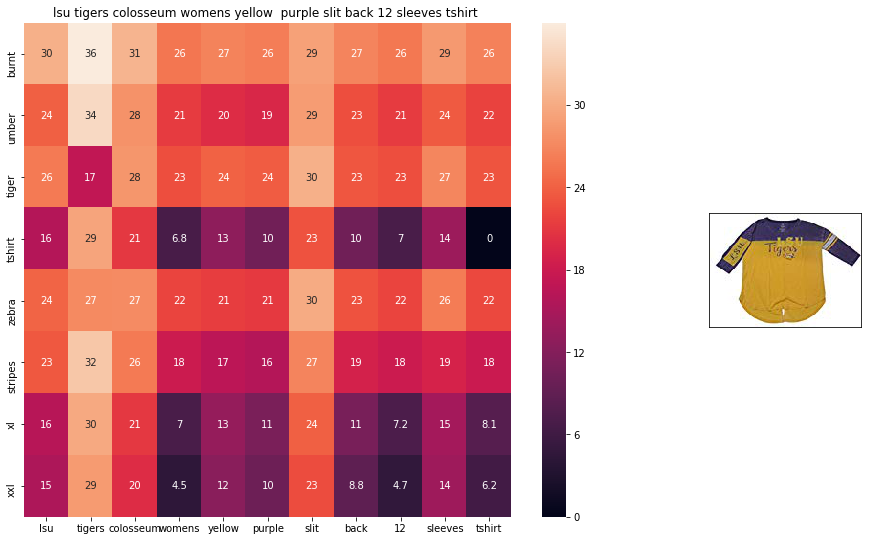 lsu tigers colosseum womens yellow  purple slit back 12 sleeves tshirt
burnt 30 36 31 26 27 26 29 27 26 29 26
umber 24 34 28 21 20 19 29 23 21 24 22
tiger 26 17 28 23 24 24 30 23 23 27 23
tshirt 16 29 21 6.8 13 10 23 10 7 14 0
zebra 24 27 27 22 21 21 30 23 22 26 22
stripes 23 32 26 18 17 16 27 19 18 19 18
xl 16 30 21 7 13 11 24 11 7.2 15 8.1
xxl 15 29 20 4.5 12 10 23 8.8 4.7 14 6.2
lsu tigers colosseum womens yellow purple slit back 12 sleeves tshirt
30
24
18
12
6
0
LSU
Tigers
LSU